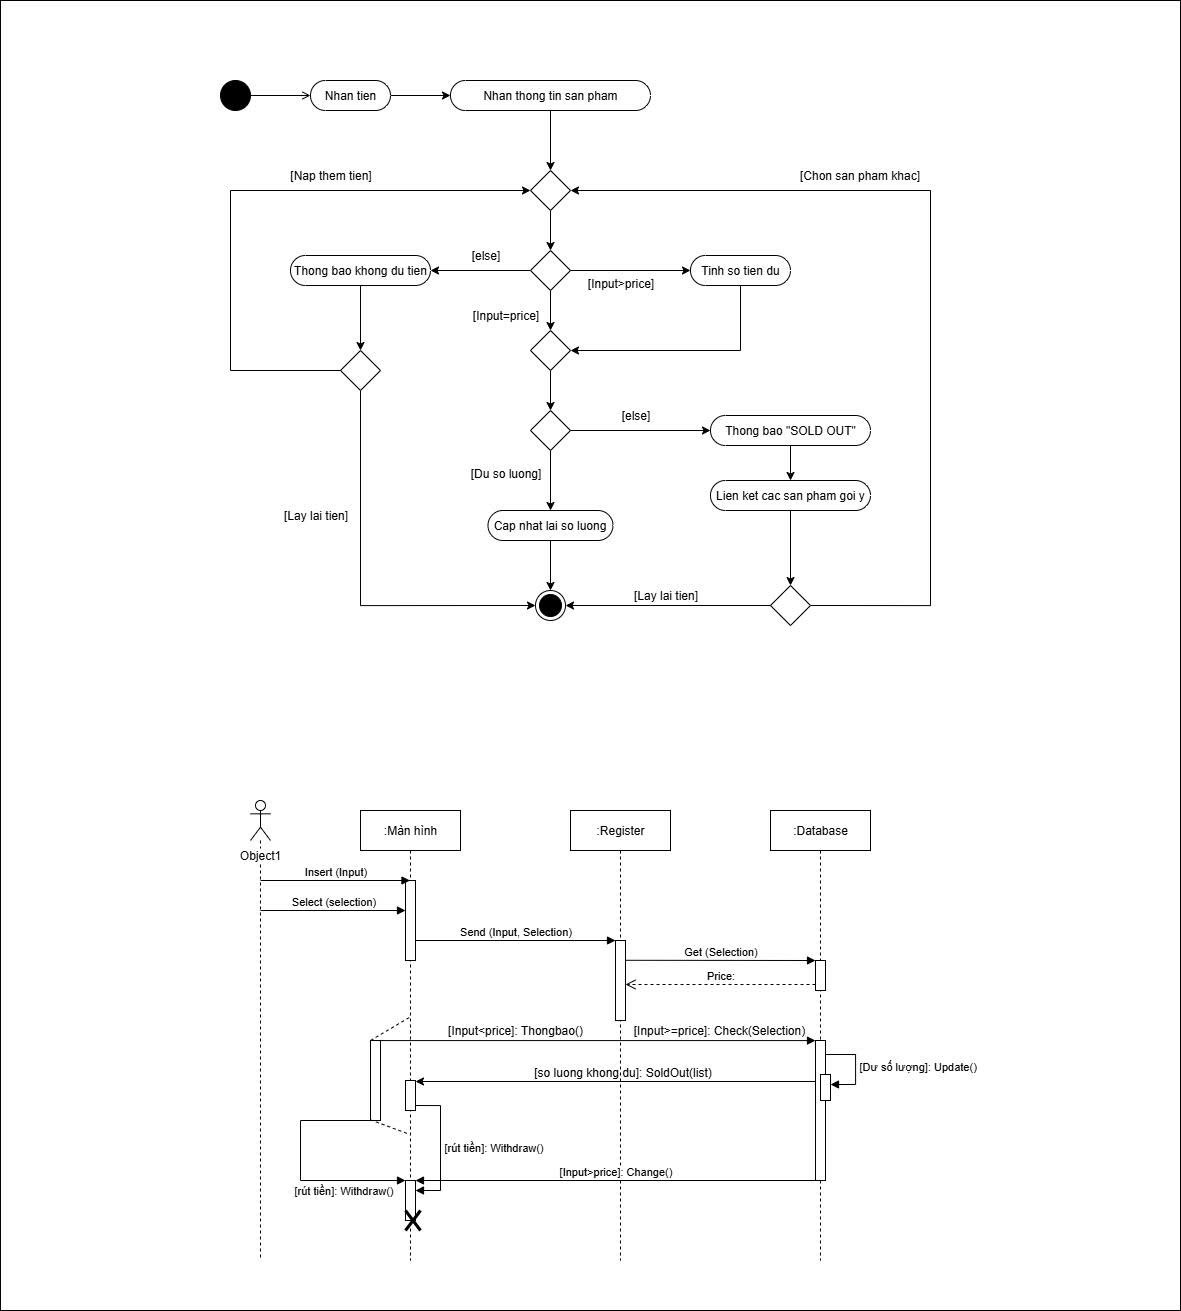 Nhan tien
Nhan thong tin san pham
[Nap them tien]
[Chon san pham khac]
[else]
Thong bao khong du tien
Tinh so tien du
[Input>price]
[Input=price]
[else]
Thong bao "SOLD OUT"
[Du so luong]
Lien ket cac san pham goi y
[Lay lai tien]
Cap nhat lai so luong
[Lay lai tien]
:Màn hình
:Register
:Database
Object1
Insert (Input)
Select (selection)
Send (Input, Selection)
Get (Selection)
Price:
[Input<price]: Thongbao()
[Input>=price]: Check(Selection)
[Dư số lượng]: Update()
[so luong khong du]: SoldOut(list)
[rút tiền]: Withdraw()
[Input>price]: Change()
[rút tiền]: Withdraw()